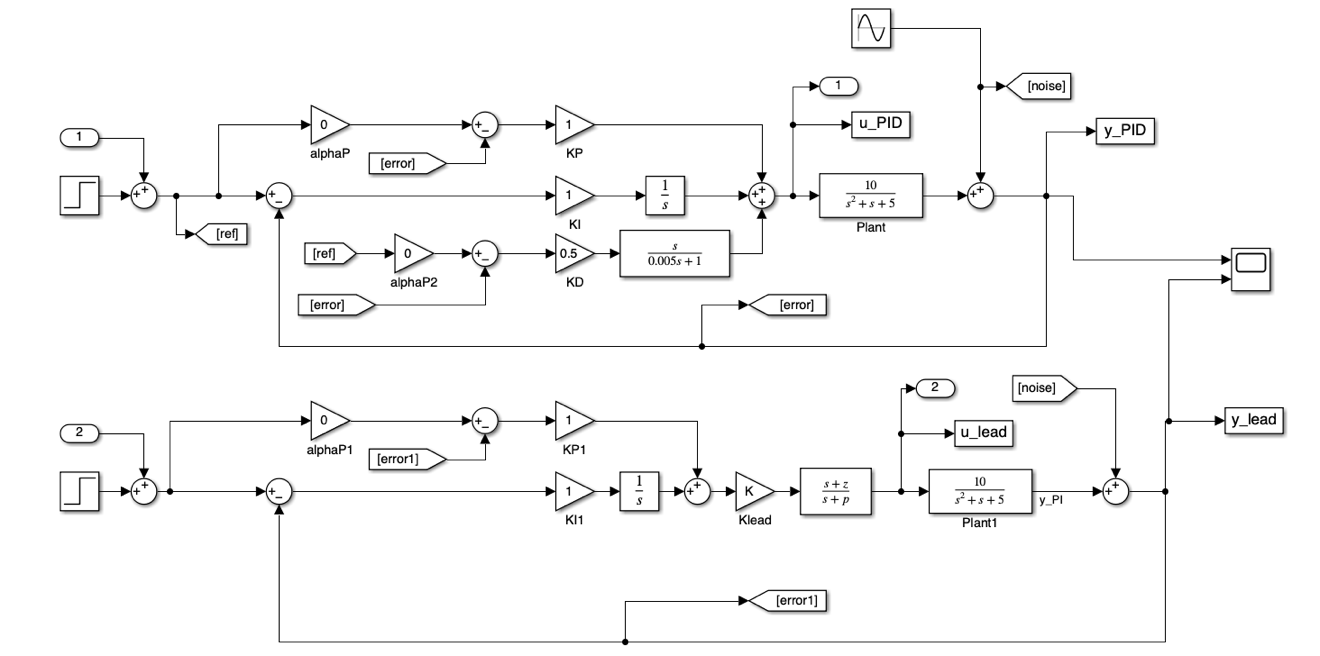 [noise]
1
1
alphaP
0
[error]
1
KP
u_PID
y_PID
[ref]
1
KI
1
s
10
s² + s + 5
Plant
[ref]
0
alphaP2
0.5
KD
s
0.005s + 1
[error]
[error]
2
0
alphaP1
[error1]
1
KP1
2
u_lead
[noise]
y_lead
1
KI1
1
s
K
Klead
s + z
s + p
10
s² + s + 5
Plant1
y_PI
[error1]